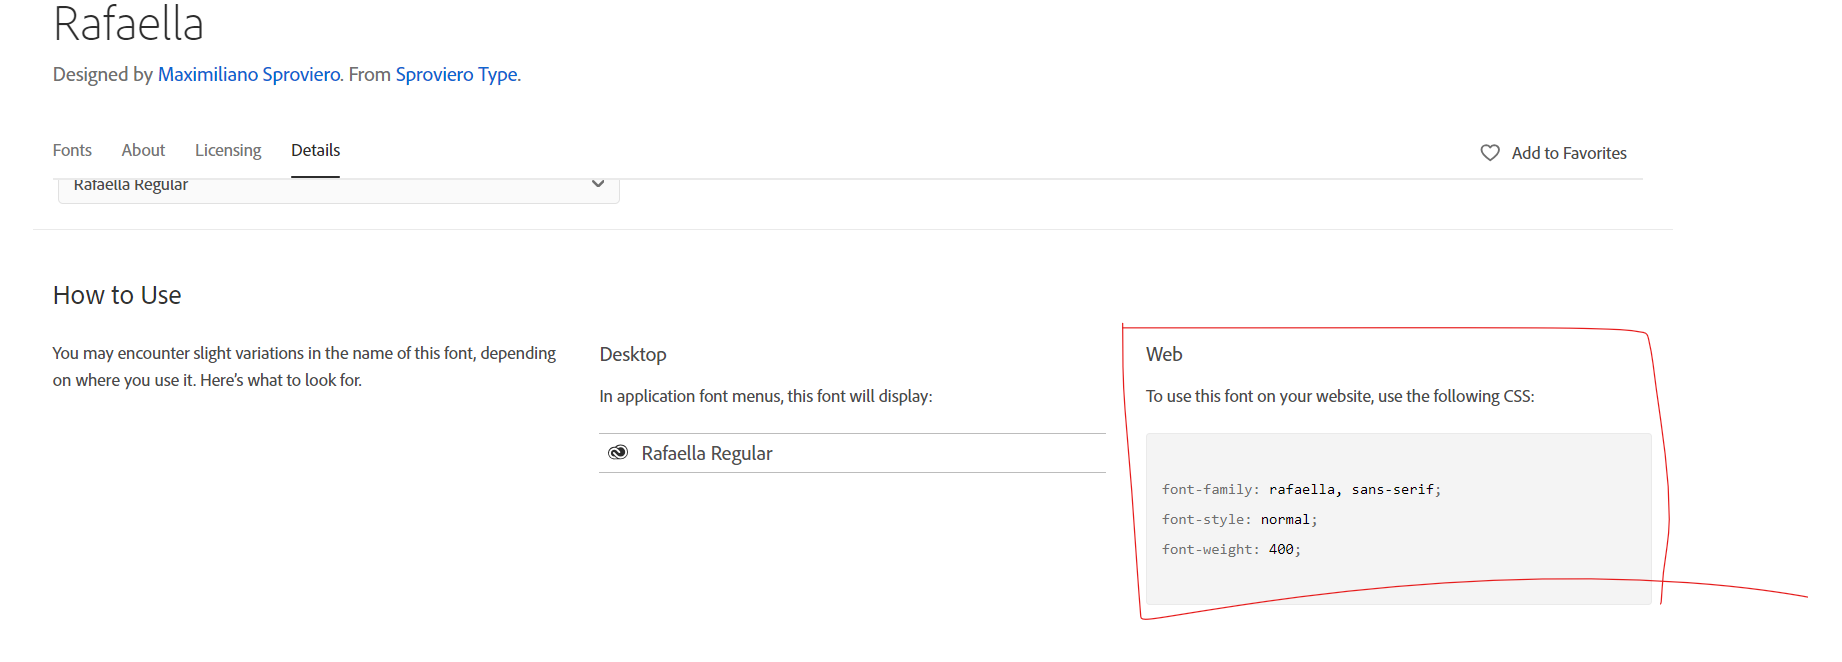 Rafaella
Designed by Maximiliano Sproviero. From Sproviero Type.
Fonts About Licensing Details
Add to Favorites
Rafaella Regular
How to Use
You may encounter slight variations in the name of this font, depending
on where you use it. Here's what to look for.
Desktop
In application font menus, this font will display:
Rafaella Regular
Web
To use this font on your website, use the following CSS:
font-family: rafaella, sans-serif;
font-style: normal;
font-weight: 400;